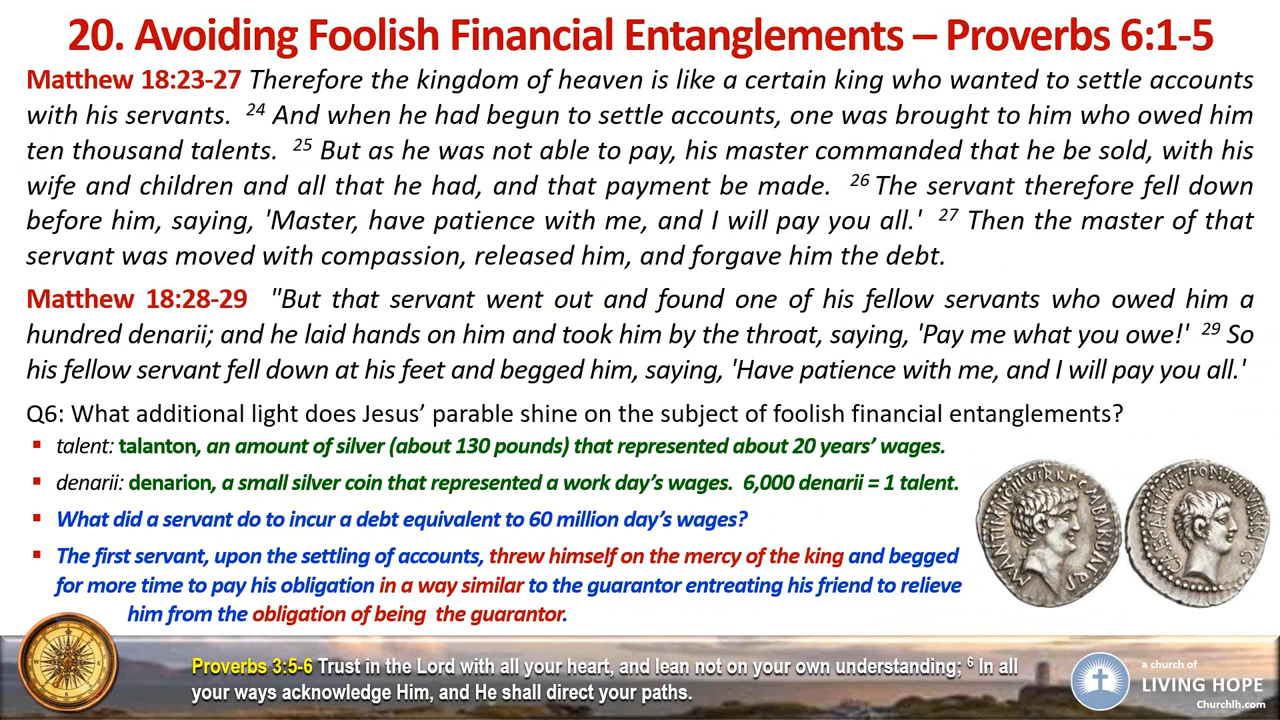 20. Avoiding Foolish Financial Entanglements – Proverbs 6:1-5
Matthew 18:23-27 Therefore the kingdom of heaven is like a certain king who wanted to settle accounts
with his servants. 24 And when he had begun to settle accounts, one was brought to him who owed him
ten thousand talents. 25 But as he was not able to pay, his master commanded that he be sold, with his
wife and children and all that he had, and that payment be made. 26 The servant therefore fell down
before him, saying, 'Master, have patience with me, and I will pay you all.' 27 Then the master of that
servant was moved with compassion, released him, and forgave him the debt.
Matthew 18:28-29 "But that servant went out and found one of his fellow servants who owed him a
hundred denarii; and he laid hands on him and took him by the throat, saying, 'Pay me what you owe!' 29 So
his fellow servant fell down at his feet and begged him, saying, 'Have patience with me, and I will pay you all.'
Q6: What additional light does Jesus’ parable shine on the subject of foolish financial entanglements?
▪ talent: talanton, an amount of silver (about 130 pounds) that represented about 20 years’ wages.
▪ denarii: denarion, a small silver coin that represented a work day’s wages. 6,000 denarii = 1 talent.
▪ What did a servant do to incur a debt equivalent to 60 million day’s wages?
▪ The first servant, upon the settling of accounts, threw himself on the mercy of the king and begged
for more time to pay his obligation in a way similar to the guarantor entreating his friend to relieve
him from the obligation of being the guarantor.
Proverbs 3:5-6 Trust in the Lord with all your heart, and lean not on your own understanding; 6 In all
your ways acknowledge Him, and He shall direct your paths.
a church of
LIVING HOPE
Churchlh.com